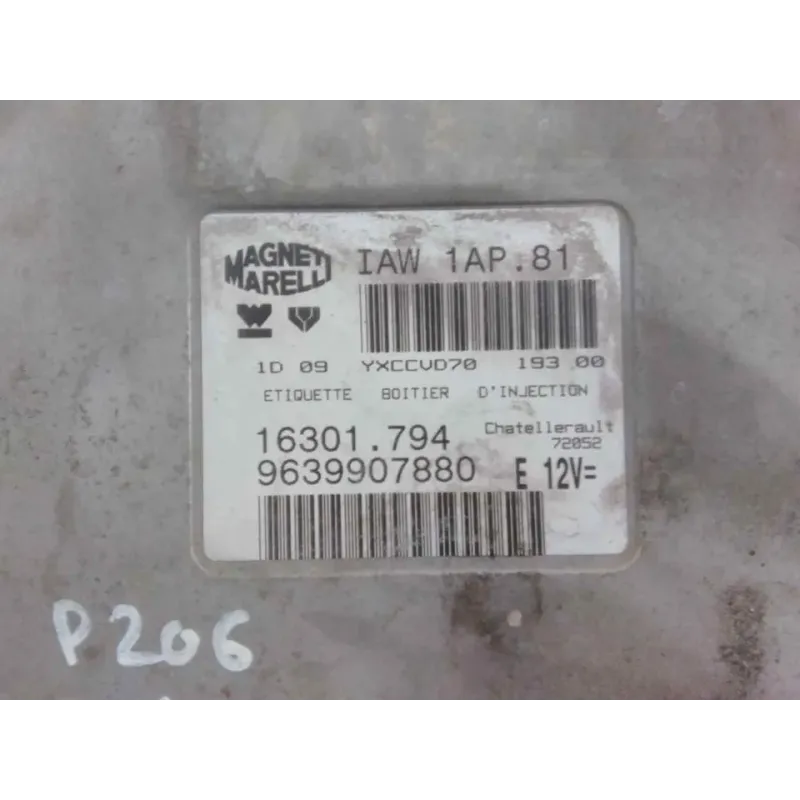 MAGNETI
MARELLI
IAW 1AP.81
1D 09 YXCCVD70 193 00
ETIQUETTE BOITIER D'INJECTION
16301.794 Chatellerault
72052
9639907880 E 12V=
P206